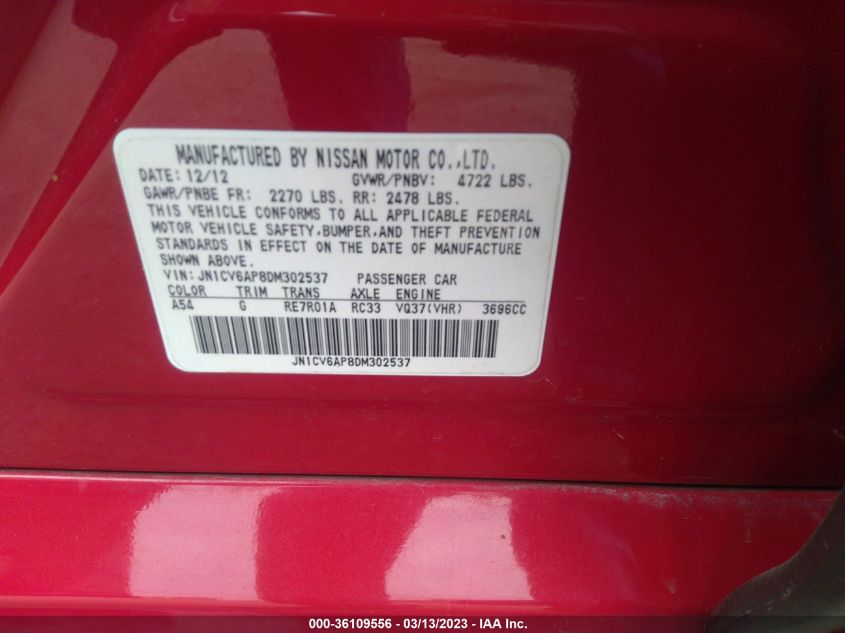 MANUFACTURED BY NISSAN MOTOR CO.,LTD.
DATE: 12/12 GVWR/PNBV: 4722 LBS.
GAWR/PNBE FR: 2270 LBS. RR: 2478 LBS.
THIS VEHICLE CONFORMS TO ALL APPLICABLE FEDERAL
MOTOR VEHICLE SAFETY,BUMPER,AND THEFT PREVENTION
STANDARDS IN EFFECT ON THE DATE OF MANUFACTURE
SHOWN ABOVE.
VIN: JN1CV6AP8DM302537 PASSENGER CAR
COLOR TRIM TRANS AXLE ENGINE
A54 G RE7R01A RC33 VQ37(VHR) 3696CC
JN1CV6AP8DM302537
000-36109556 - 03/13/2023 - IAA Inc.